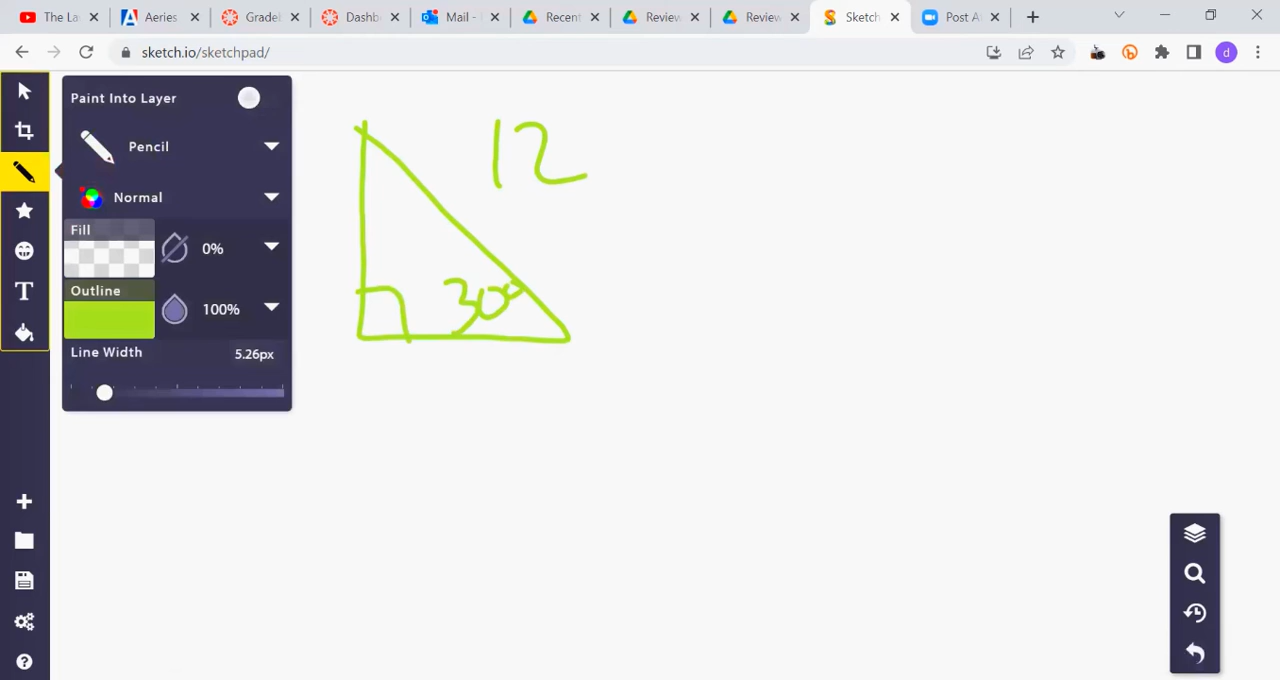 The La
Aeries
Gradel
Dashb
Mail -
Recent
Review
Review
Sketch
Post A
sketch.io/sketchpad/
d
Paint Into Layer
Pencil
Normal
Fill
0%
Outline
100%
Line Width
5.26px
12
30°
T
?